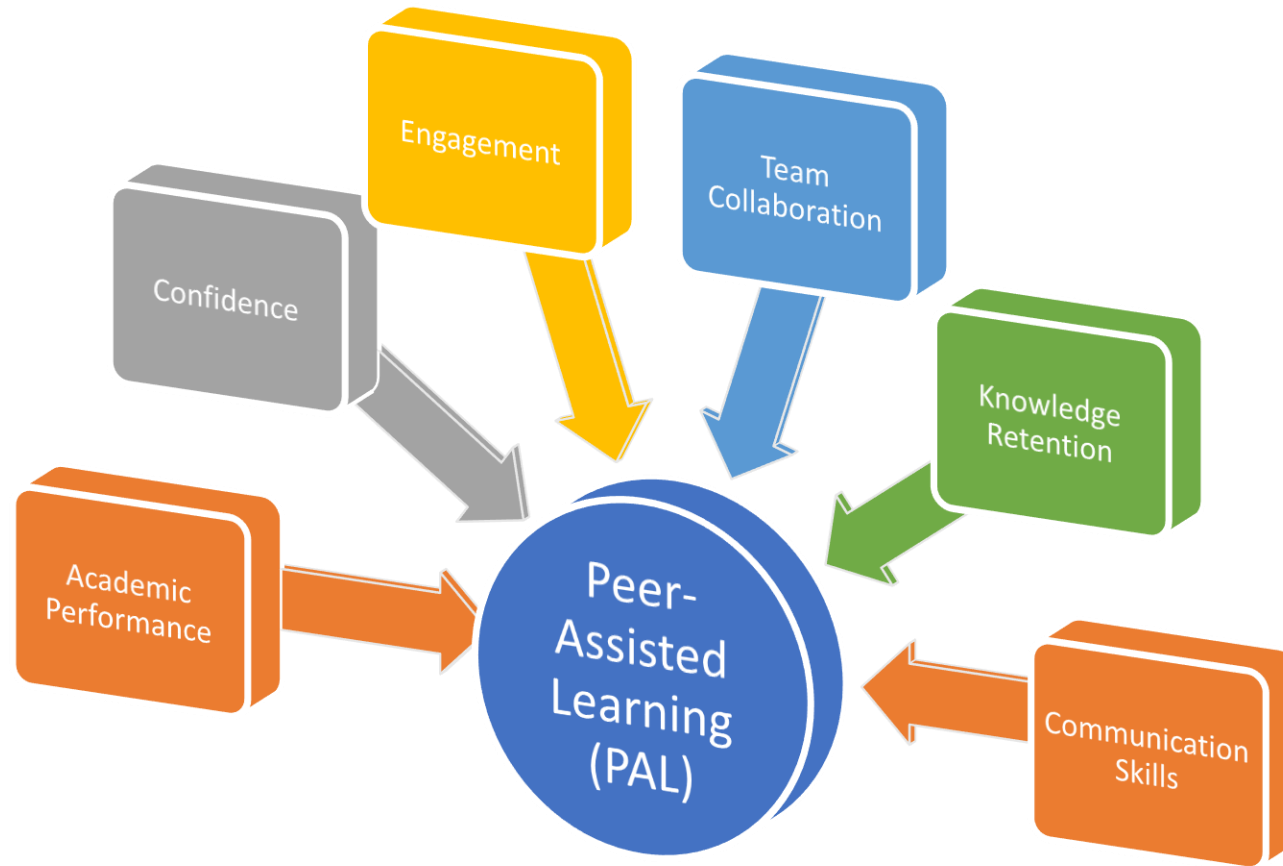 Engagement
Team
Collaboration
Confidence
Knowledge
Retention
Academic
Performance
Peer-
Assisted
Learning
(PAL)
Communication
Skills